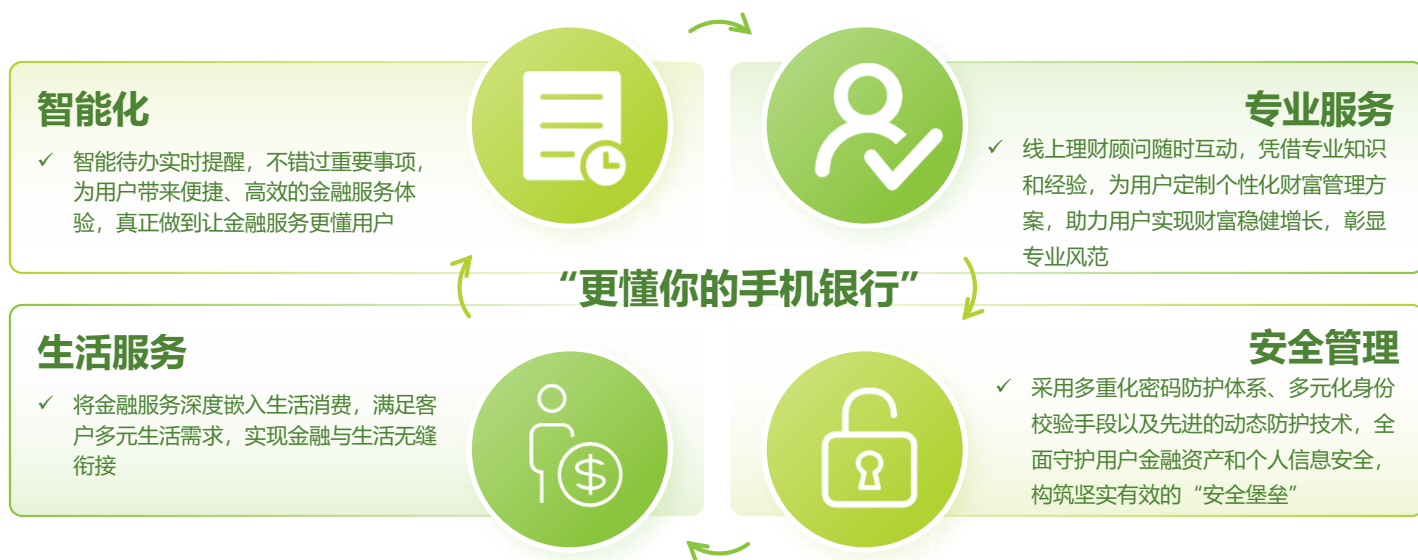 智能化
✓ 智能待办实时提醒，不错过重要事项，
为用户带来便捷、高效的金融服务体
验，真正做到让金融服务更懂用户
专业服务
✓ 线上理财顾问随时互动，凭借专业知识
和经验，为用户定制个性化财富管理方
案，助力用户实现财富稳健增长，彰显
专业风范
“更懂你的手机银行”
生活服务
✓ 将金融服务深度嵌入生活消费，满足客
户多元生活需求，实现金融与生活无缝
衔接
安全管理
✓ 采用多重化密码防护体系、多元化身份
校验手段以及先进的动态防护技术，全
面守护用户金融资产和个人信息安全，
构筑坚实有效的“安全堡垒”
$